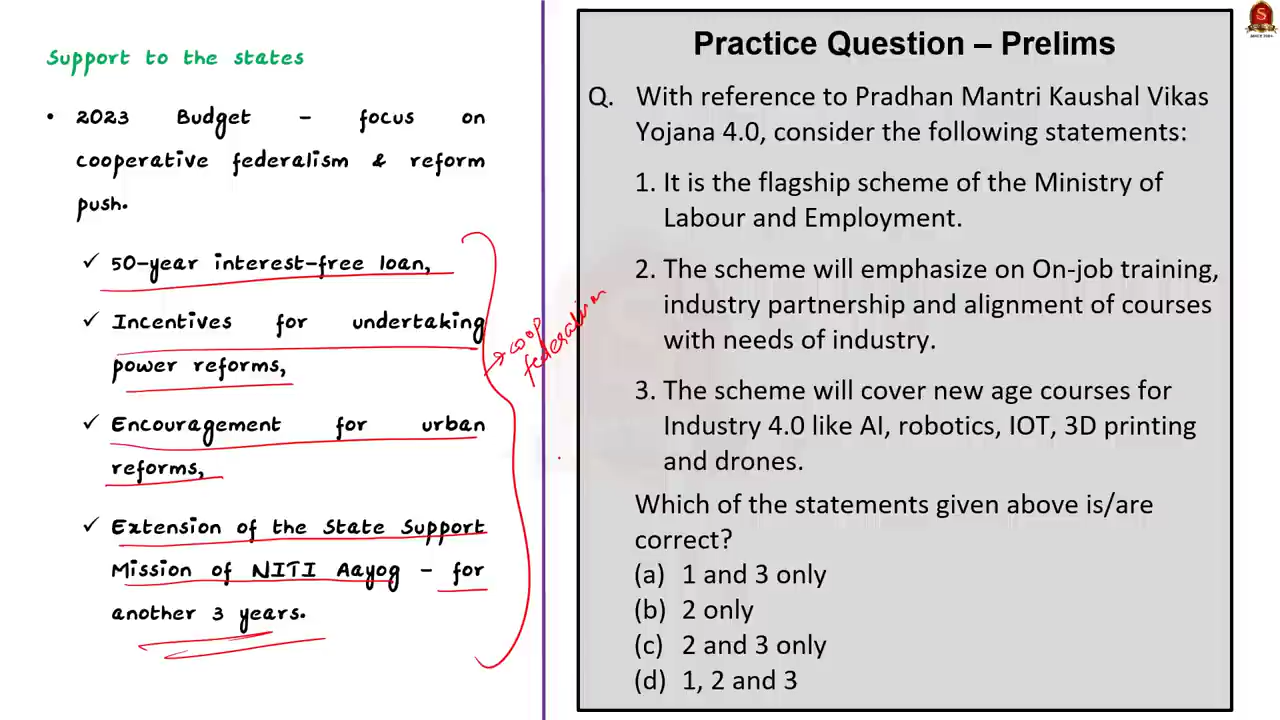 Support to the states
• 2023 Budget – focus on
cooperative federalism & reform
push.
✓ 50-year interest-free loan,
✓ Incentives for undertaking
power reforms,
✓ Encouragement for urban
reforms,
✓ Extension of the State Support
Mission of NITI Aayog – for
another 3 years.
→ coop
federalism
Practice Question – Prelims
Q. With reference to Pradhan Mantri Kaushal Vikas
Yojana 4.0, consider the following statements:
1. It is the flagship scheme of the Ministry of
Labour and Employment.
2. The scheme will emphasize on On-job training,
industry partnership and alignment of courses
with needs of industry.
3. The scheme will cover new age courses for
Industry 4.0 like AI, robotics, IOT, 3D printing
and drones.
Which of the statements given above is/are
correct?
(a) 1 and 3 only
(b) 2 only
(c) 2 and 3 only
(d) 1, 2 and 3